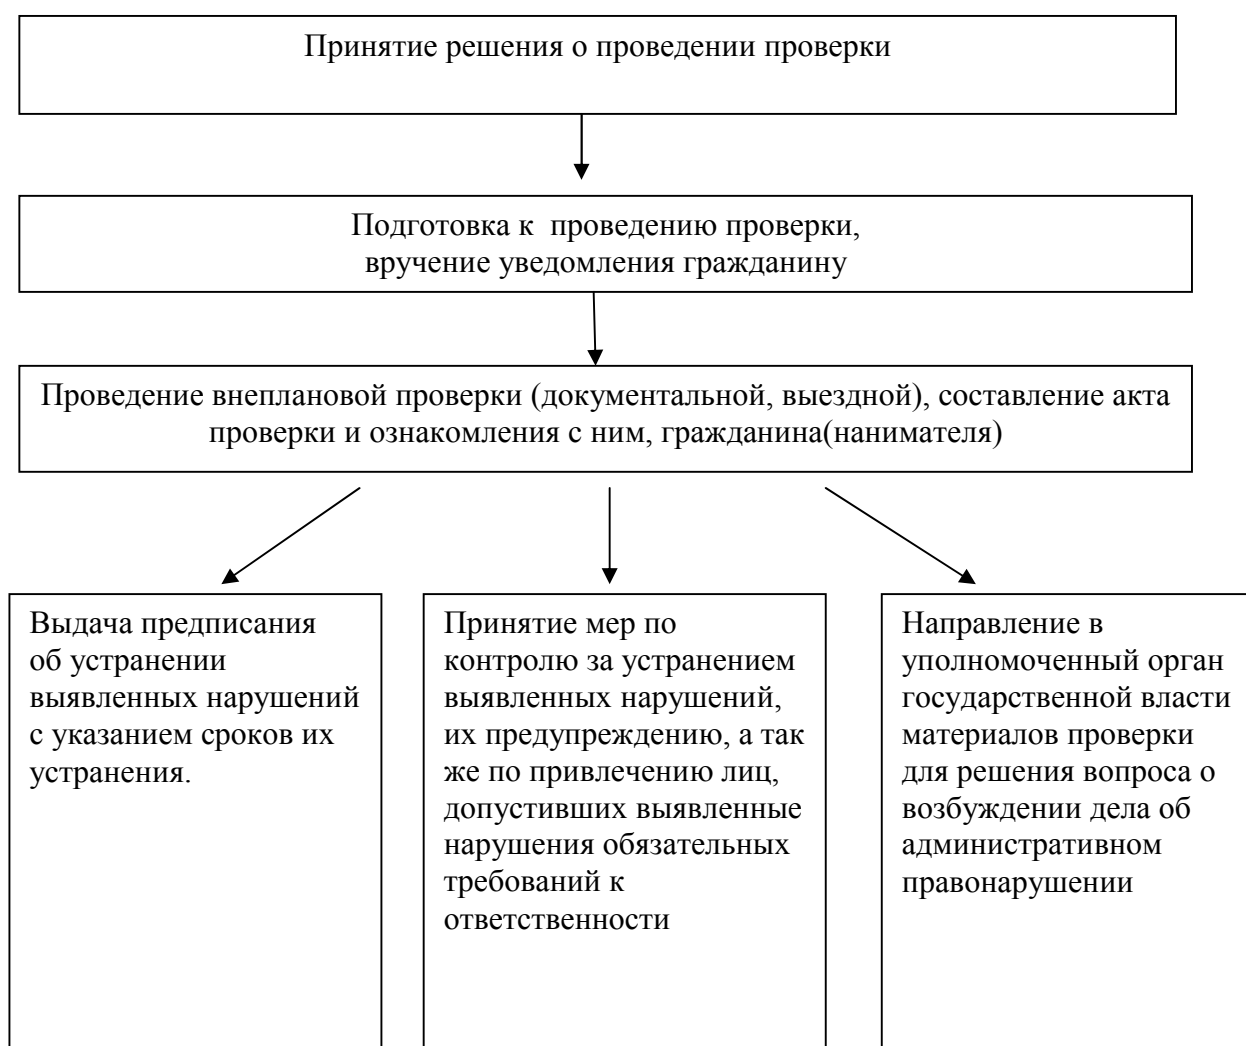 Принятие решения о проведении проверки
Подготовка к  проведению проверки,
вручение уведомления гражданину
Проведение внеплановой проверки (документальной, выездной), составление акта
проверки и ознакомления с ним, гражданина(нанимателя)
Выдача предписания
об устранении
выявленных нарушений
с указанием сроков их
устранения.
Принятие мер по
контролю за устранением
выявленных нарушений,
их предупреждению, а так
же по привлечению лиц,
допустивших выявленные
нарушения обязательных
требований к
ответственности
Направление в
уполномоченный орган
государственной власти
материалов проверки
для решения вопроса о
возбуждении дела об
административном
правонарушении